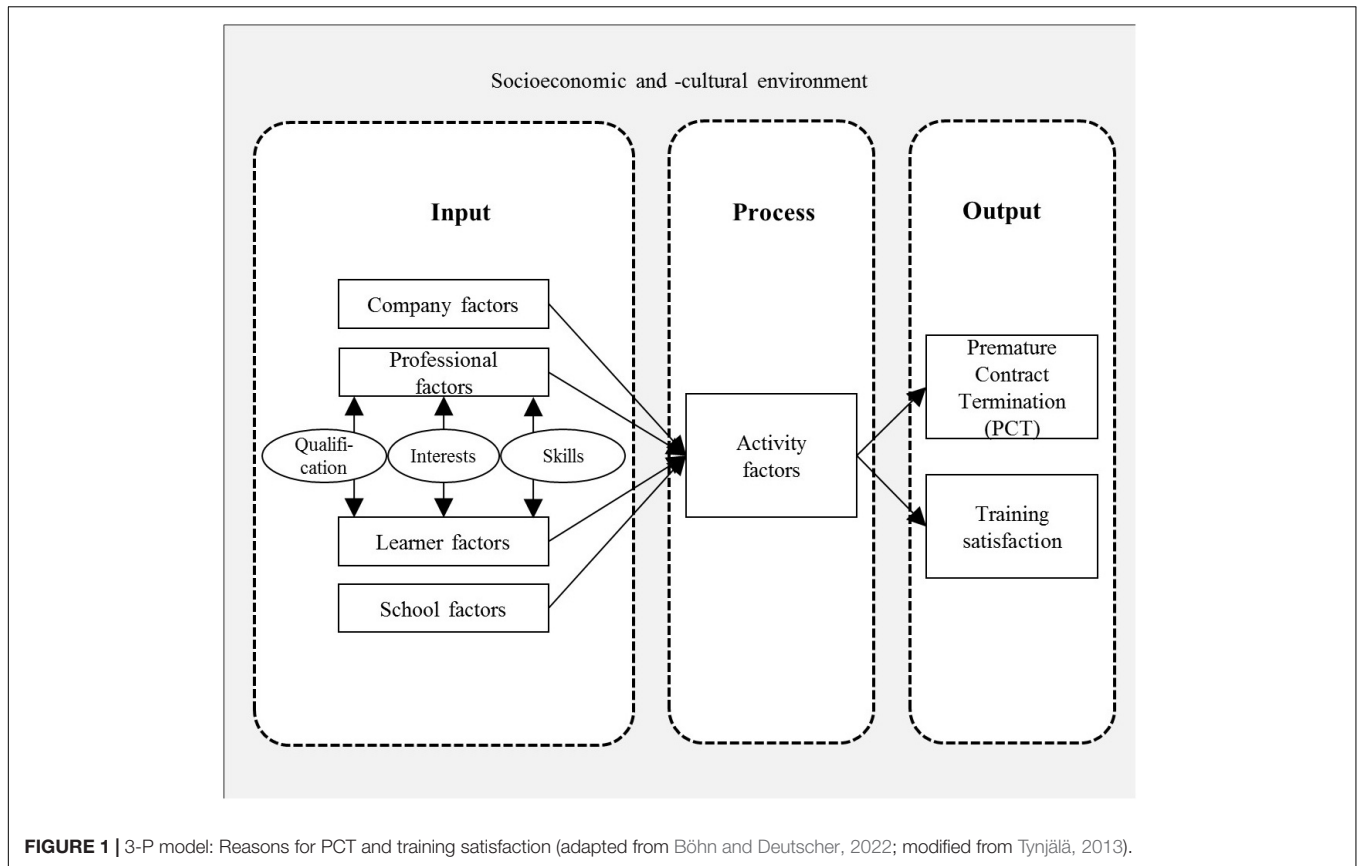 Socioeconomic and -cultural environment
Input
Process
Output
Company factors
Professional
factors
Qualifi-
cation
Interests
Skills
Learner factors
School factors
Activity
factors
Premature
Contract
Termination
(PCT)
Training
satisfaction
FIGURE 1 | 3-P model: Reasons for PCT and training satisfaction (adapted from Böhn and Deutscher, 2022; modified from Tynjälä, 2013).